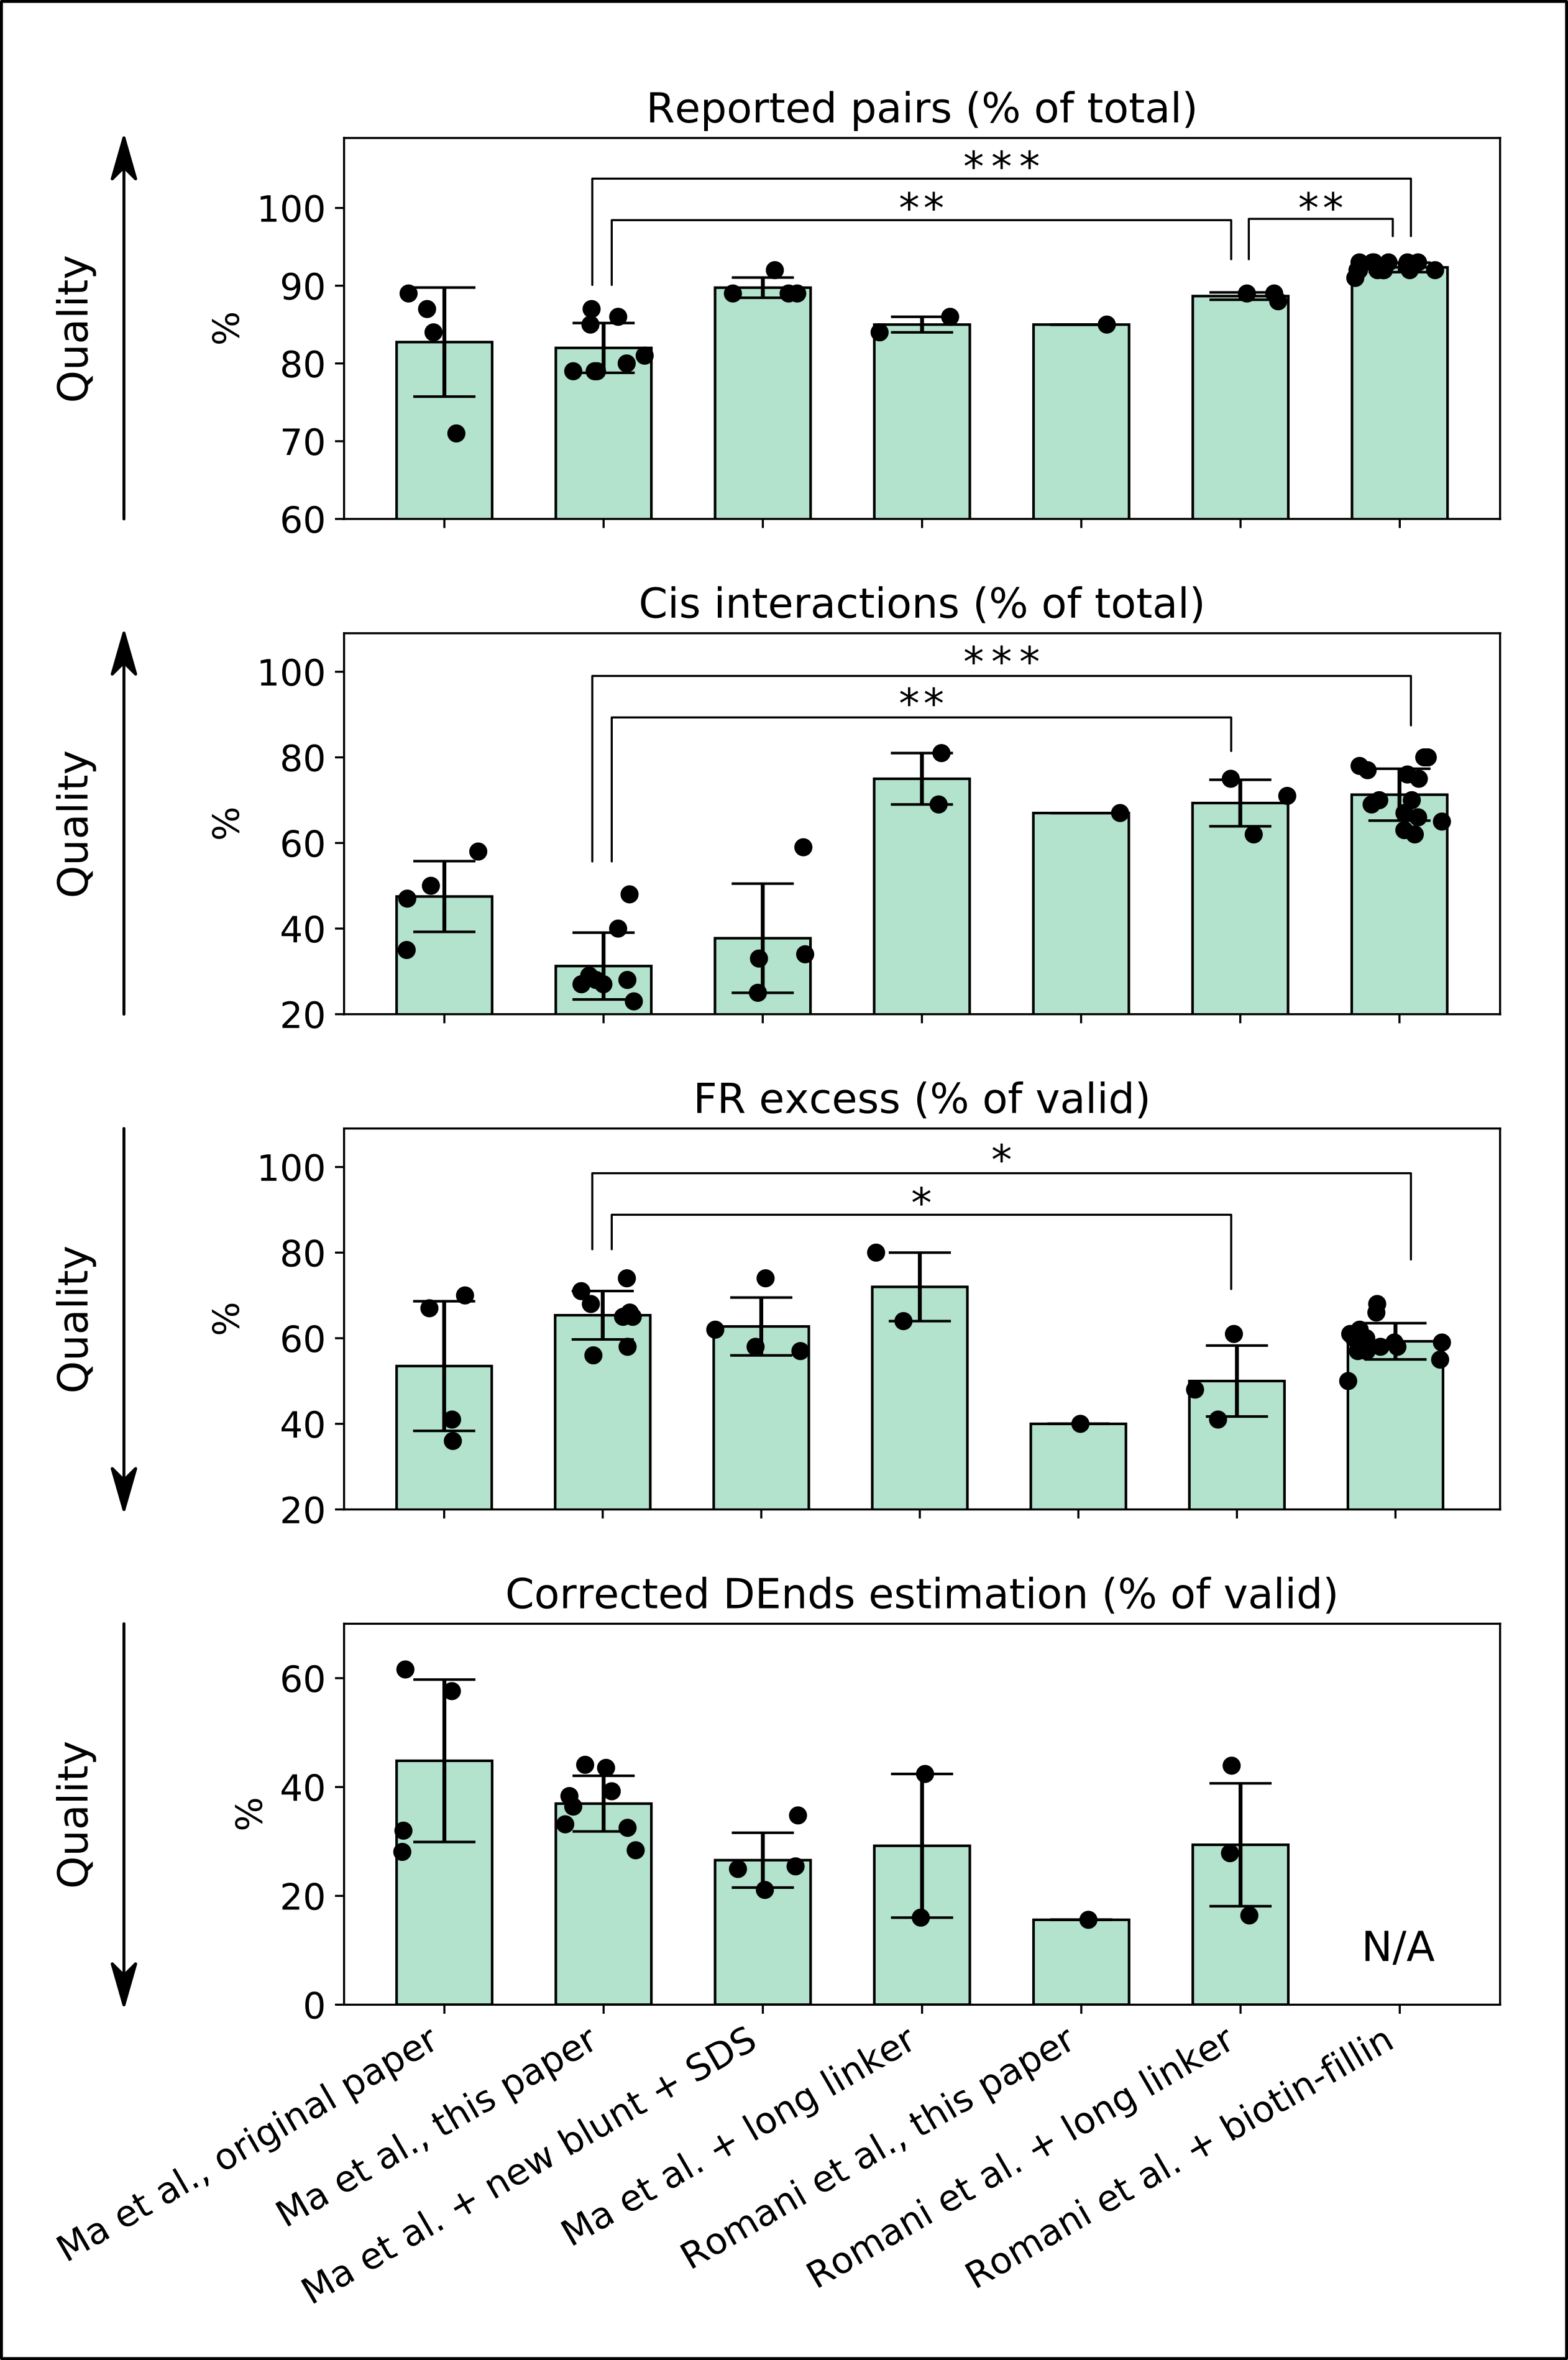 Reported pairs (% of total)
Quality
%
100
90
80
70
60
***
**
**
Cis interactions (% of total)
Quality
%
100
80
60
40
20
***
**
FR excess (% of valid)
Quality
%
100
80
60
40
20
*
*
Corrected DEnds estimation (% of valid)
Quality
%
60
40
20
0
N/A
Ma et al., original paper
Ma et al., this paper
Ma et al. + new blunt + SDS
Ma et al. + long linker
Romani et al., this paper
Romani et al. + long linker
Romani et al. + biotin-fillin